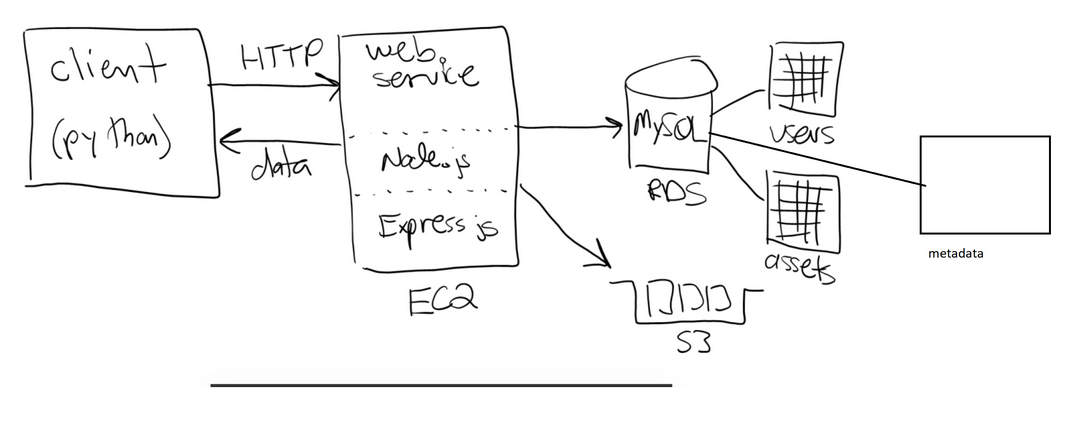 client
(python)
HTTP
data
web
service
Node.js
Express js
EC2
MySQL
RDS
users
assets
metadata
S3